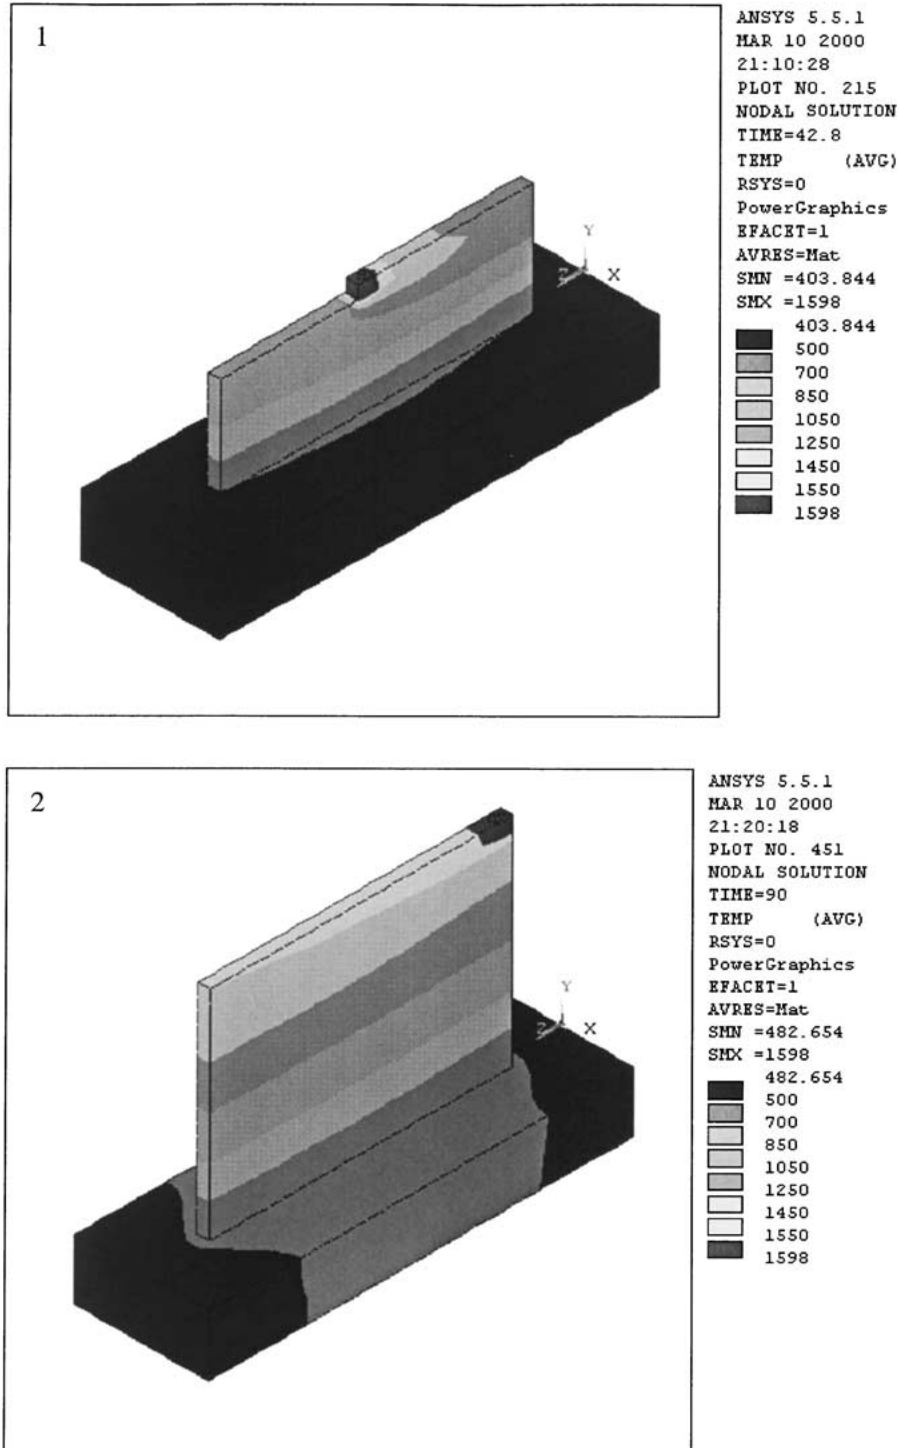 1
ANSYS 5.5.1
MAR 10 2000
21:10:28
PLOT NO. 215
NODAL SOLUTION
TIME=42.8
TEMP (AVG)
RSYS=0
PowerGraphics
EFACET=1
AVRES=Mat
SMN =403.844
SMX =1598
403.844
500
700
850
1050
1250
1450
1550
1598
Y
Z X
2
ANSYS 5.5.1
MAR 10 2000
21:20:18
PLOT NO. 451
NODAL SOLUTION
TIME=90
TEMP (AVG)
RSYS=0
PowerGraphics
EFACET=1
AVRES=Mat
SMN =482.654
SMX =1598
482.654
500
700
850
1050
1250
1450
1550
1598
Y
Z X